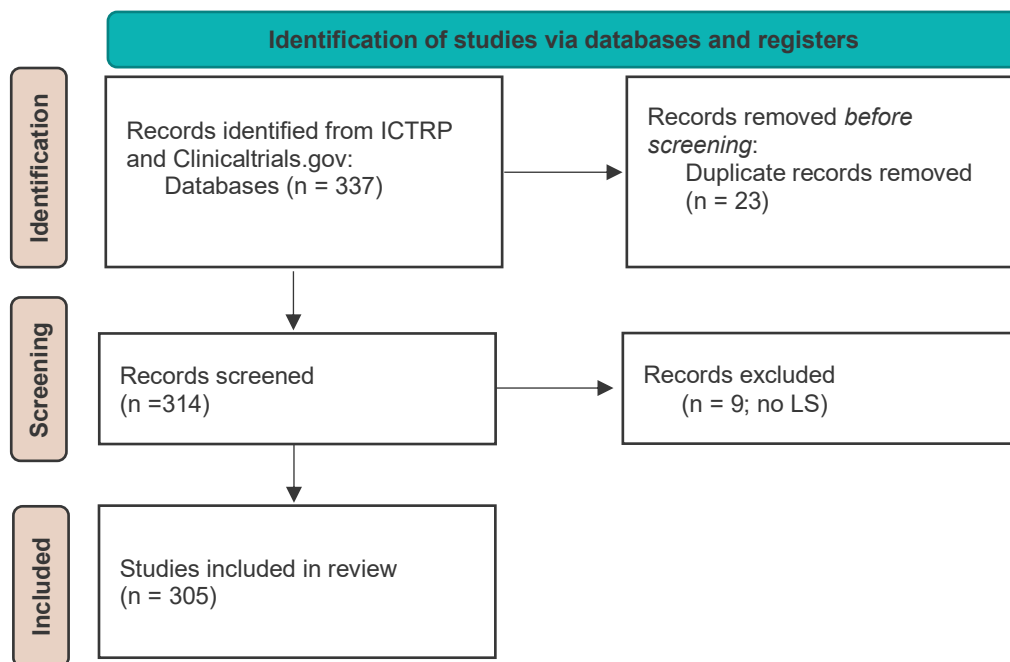 Identification of studies via databases and registers
Identification
Records identified from ICTRP
and Clinicaltrials.gov:
Databases (n = 337)
Records removed before
screening:
Duplicate records removed
(n = 23)
Screening
Records screened
(n =314)
Records excluded
(n = 9; no LS)
Included
Studies included in review
(n = 305)